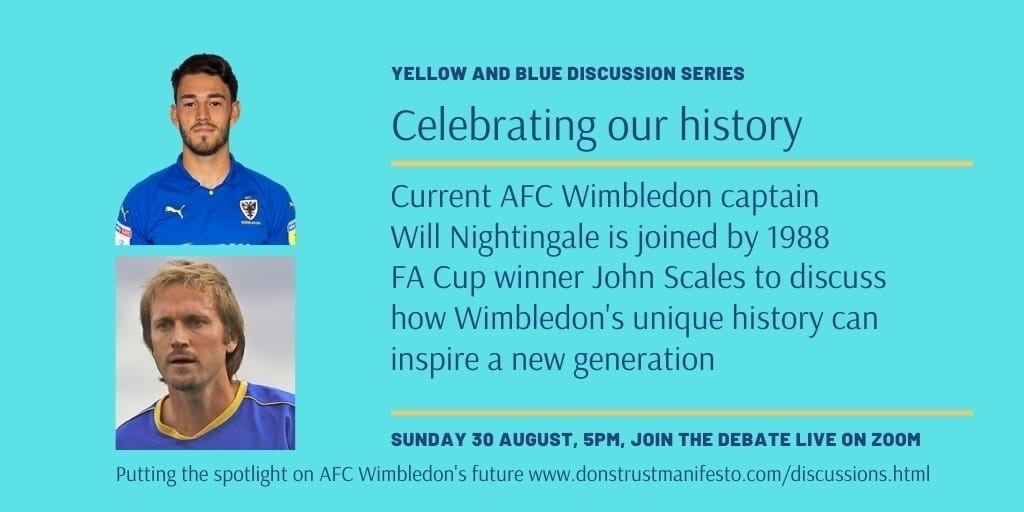 YELLOW AND BLUE DISCUSSION SERIES
Celebrating our history
Current AFC Wimbledon captain
Will Nightingale is joined by 1988
FA Cup winner John Scales to discuss
how Wimbledon's unique history can
inspire a new generation
SUNDAY 30 AUGUST, 5PM, JOIN THE DEBATE LIVE ON ZOOM
Putting the spotlight on AFC Wimbledon's future www.donstrustmanifesto.com/discussions.html